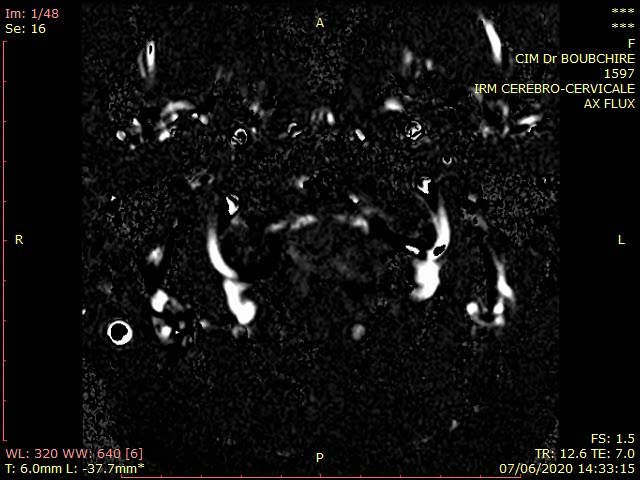 Im: 1/48
Se: 16
A
***
***
F
CIM Dr BOUBCHIRE
1597
IRM CEREBRO-CERVICALE
AX FLUX
R
L
WL: 320 WW: 640 [6]
T: 6.0mm L: -37.7mm*
P
FS: 1.5
TR: 12.6 TE: 7.0
07/06/2020 14:33:15